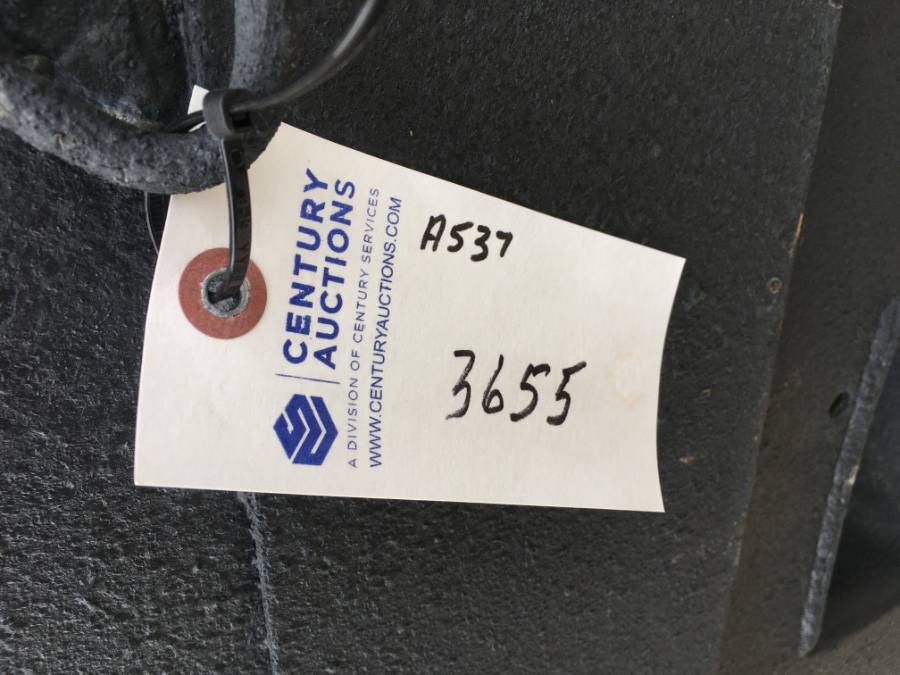 CENTURY
AUCTIONS
A DIVISION OF CENTURY SERVICES
WWW.CENTURYAUCTIONS.COM
A537
3655